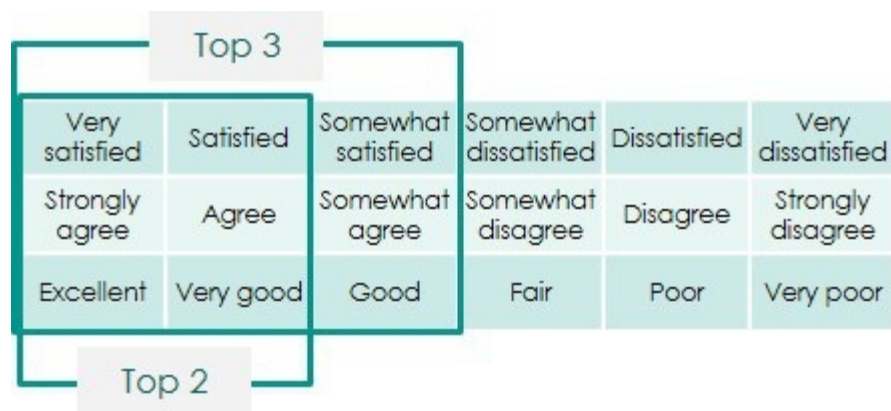 Top 3
Very satisfied
Satisfied
Somewhat satisfied
Somewhat dissatisfied
Dissatisfied
Very dissatisfied
Strongly agree
Agree
Somewhat agree
Somewhat disagree
Disagree
Strongly disagree
Excellent
Very good
Good
Fair
Poor
Very poor
Top 2